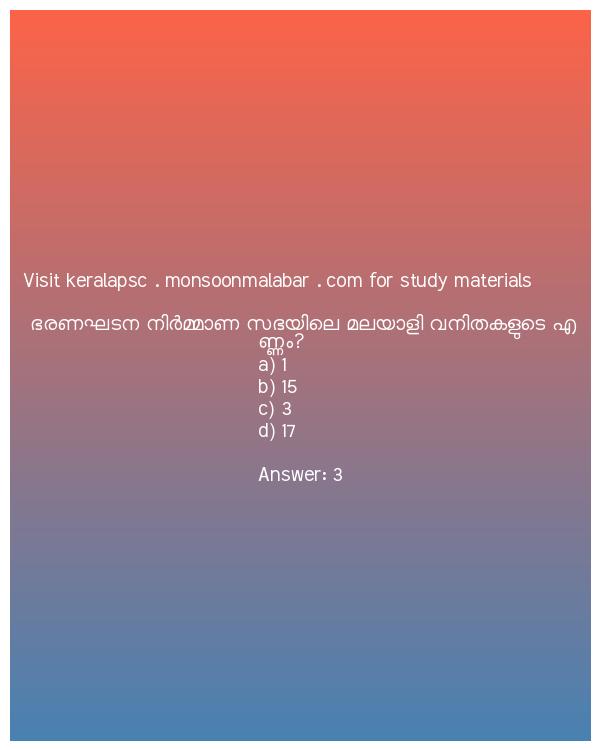 Visit keralapsc . monsoonmalabar . com for study materials
ഭരണഘടന നിർമ്മാണ സഭയിലെ മലയാളി വനിതകളുടെ എ
ണ്ണം?
a) 1
b) 15
c) 3
d) 17
Answer: 3